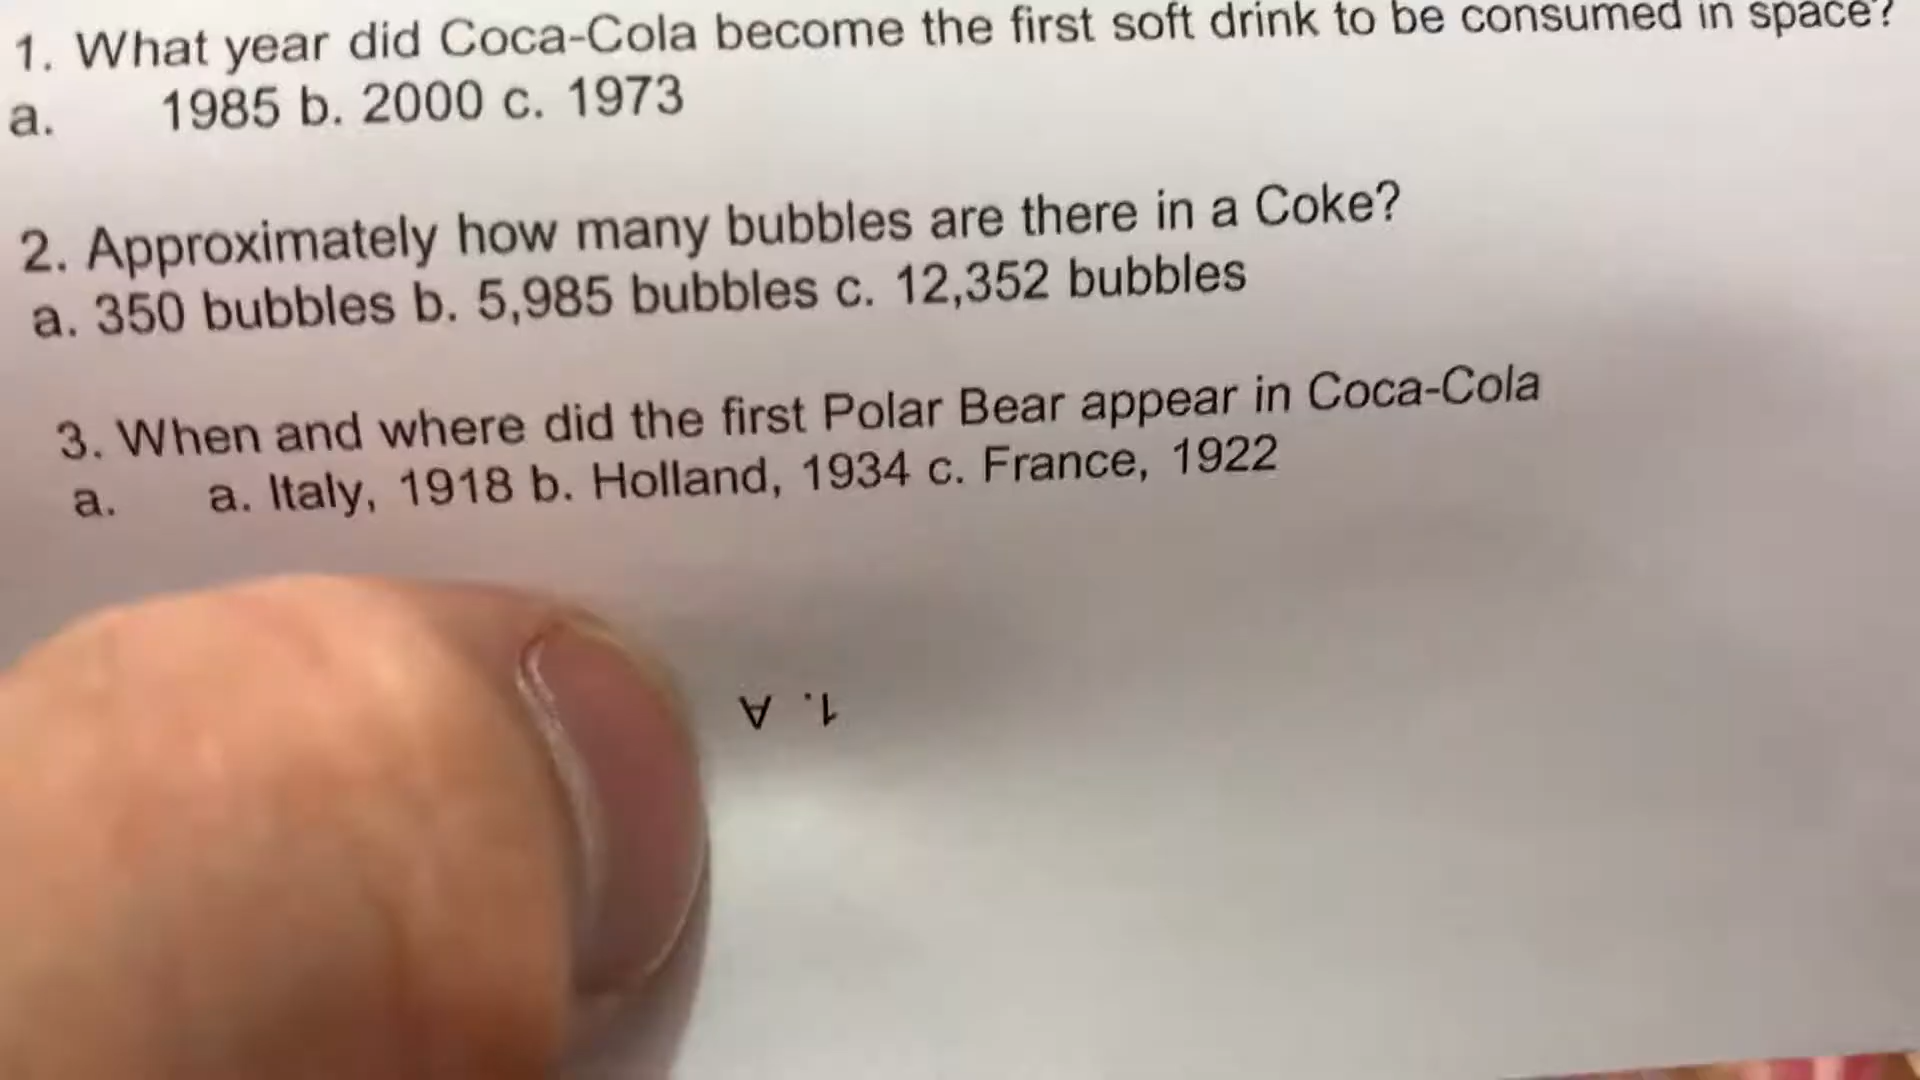 1. What year did Coca-Cola become the first soft drink to be consumed in space?
a. 1985 b. 2000 c. 1973
2. Approximately how many bubbles are there in a Coke?
a. 350 bubbles b. 5,985 bubbles c. 12,352 bubbles
3. When and where did the first Polar Bear appear in Coca-Cola
a. a. Italy, 1918 b. Holland, 1934 c. France, 1922
1. A